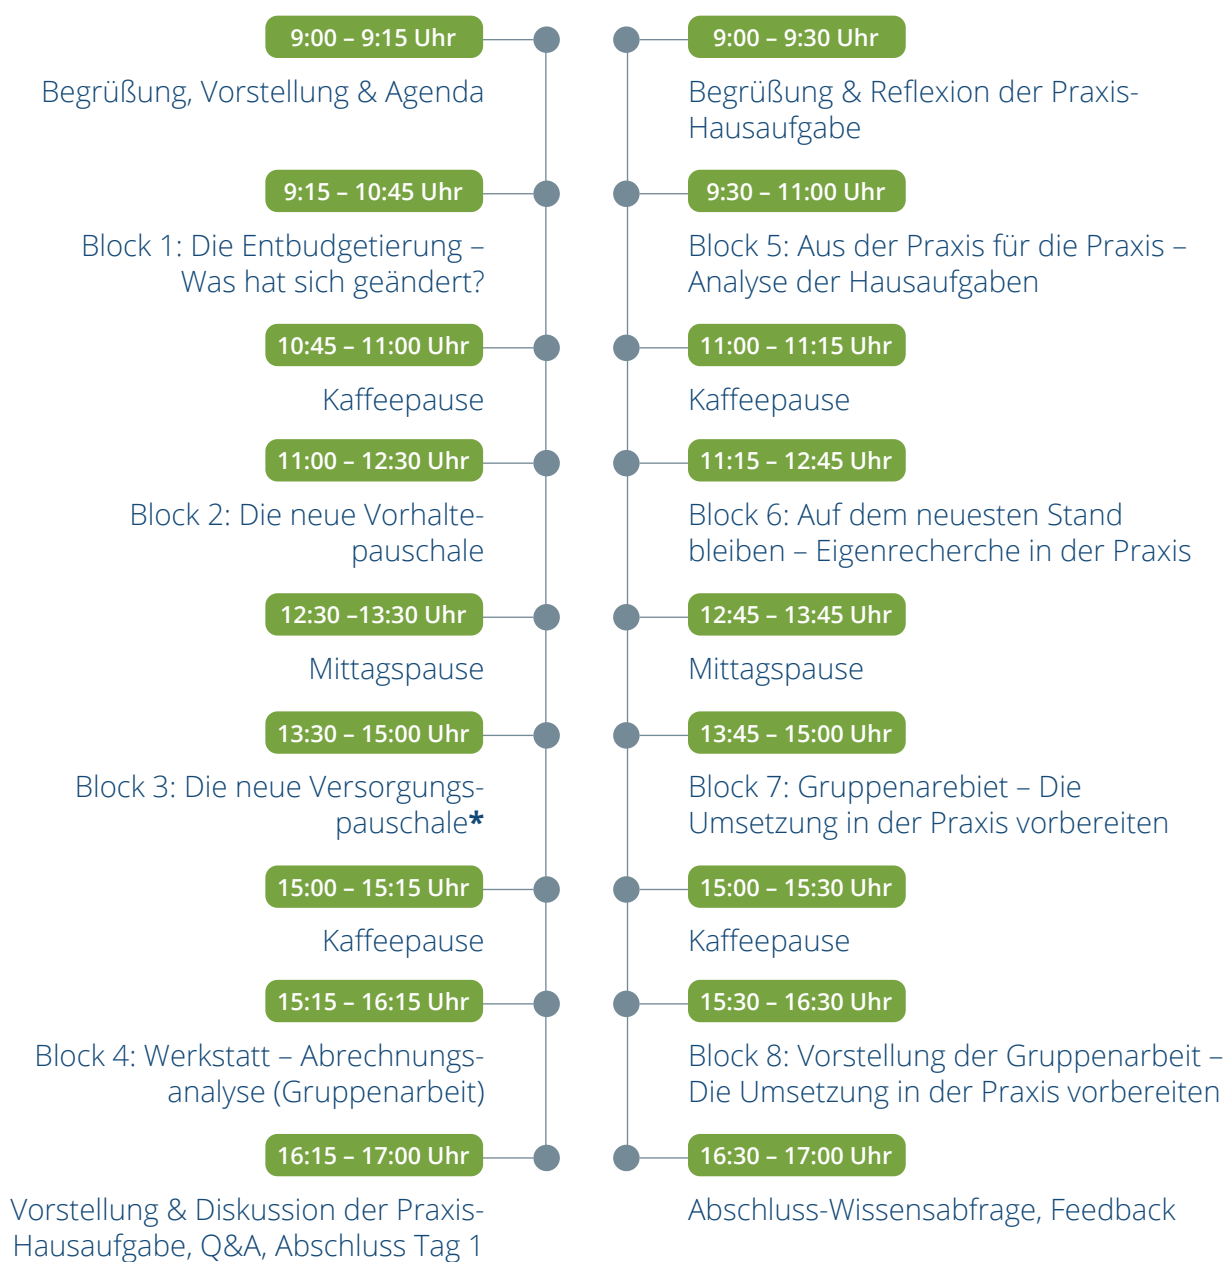 9:00 – 9:15 Uhr
Begrüßung, Vorstellung & Agenda
9:15 – 10:45 Uhr
Block 1: Die Entbudgetierung –
Was hat sich geändert?
10:45 – 11:00 Uhr
Kaffeepause
11:00 – 12:30 Uhr
Block 2: Die neue Vorhalte-
pauschale
12:30 –13:30 Uhr
Mittagspause
13:30 – 15:00 Uhr
Block 3: Die neue Versorgungs-
pauschale*
15:00 – 15:15 Uhr
Kaffeepause
15:15 – 16:15 Uhr
Block 4: Werkstatt – Abrechnungs-
analyse (Gruppenarbeit)
16:15 – 17:00 Uhr
Vorstellung & Diskussion der Praxis-
Hausaufgabe, Q&A, Abschluss Tag 1
9:00 – 9:30 Uhr
Begrüßung & Reflexion der Praxis-
Hausaufgabe
9:30 – 11:00 Uhr
Block 5: Aus der Praxis für die Praxis –
Analyse der Hausaufgaben
11:00 – 11:15 Uhr
Kaffeepause
11:15 – 12:45 Uhr
Block 6: Auf dem neuesten Stand
bleiben – Eigenrecherche in der Praxis
12:45 – 13:45 Uhr
Mittagspause
13:45 – 15:00 Uhr
Block 7: Gruppenarebiet – Die
Umsetzung in der Praxis vorbereiten
15:00 – 15:30 Uhr
Kaffeepause
15:30 – 16:30 Uhr
Block 8: Vorstellung der Gruppenarbeit –
Die Umsetzung in der Praxis vorbereiten
16:30 – 17:00 Uhr
Abschluss-Wissensabfrage, Feedback